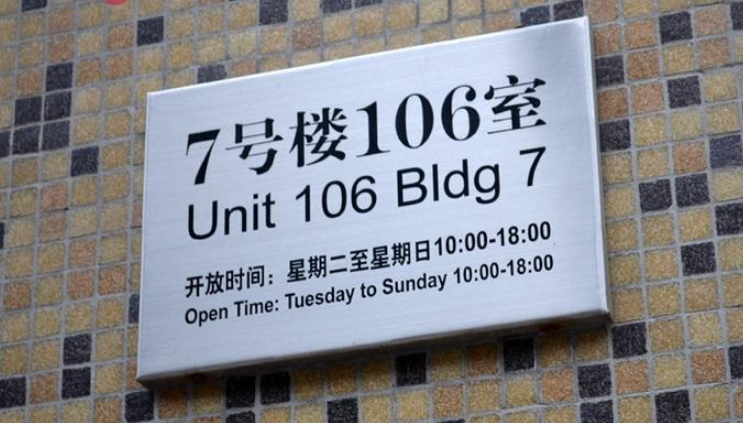 7号楼106室
Unit 106 Bldg 7
开放时间：星期二至星期日10:00-18:00
Open Time: Tuesday to Sunday 10:00-18:00